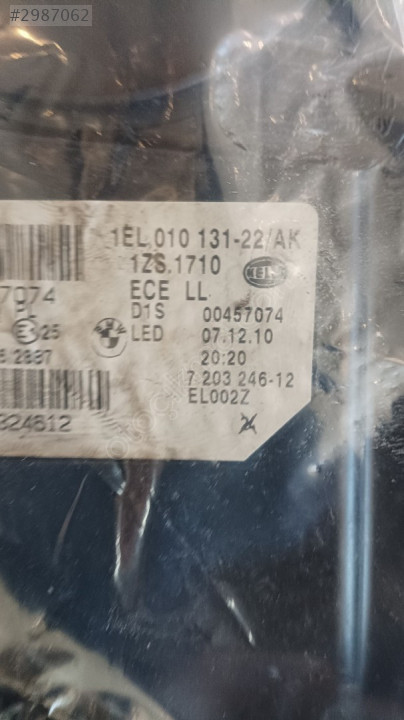 #2987062
1EL 010 131-22/AK
1ZS.1710
7074
ECE LL
D1S 00457074
E 25
LED 07.12.10
20:20
7 203 246-12
EL002Z
324612